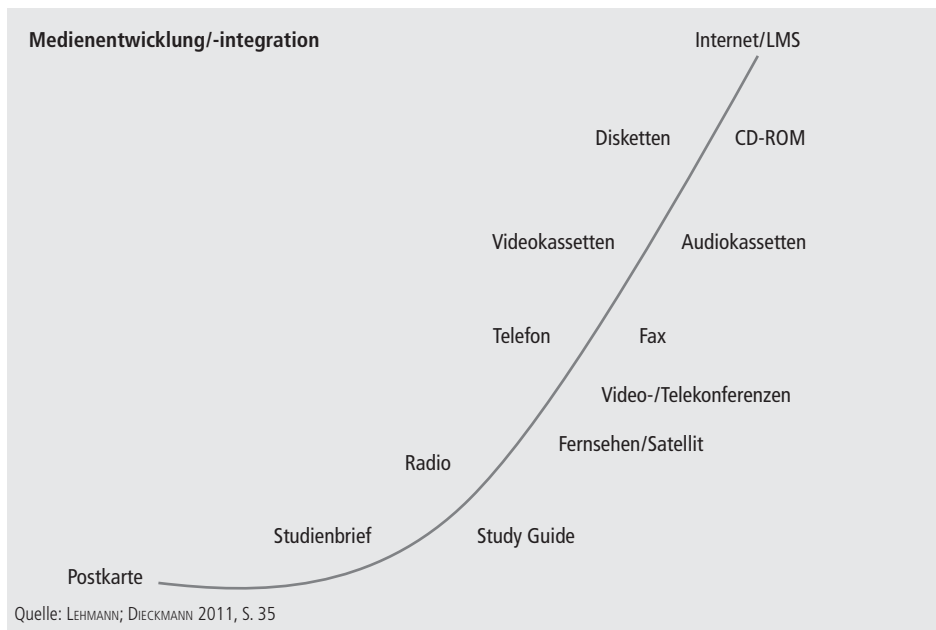 Medienentwicklung/-integration
Internet/LMS
Disketten
CD-ROM
Videokassetten
Audiokassetten
Telefon
Fax
Video-/Telekonferenzen
Fernsehen/Satellit
Radio
Studienbrief
Study Guide
Postkarte
Quelle: LEHMANN; DIECKMANN 2011, S. 35